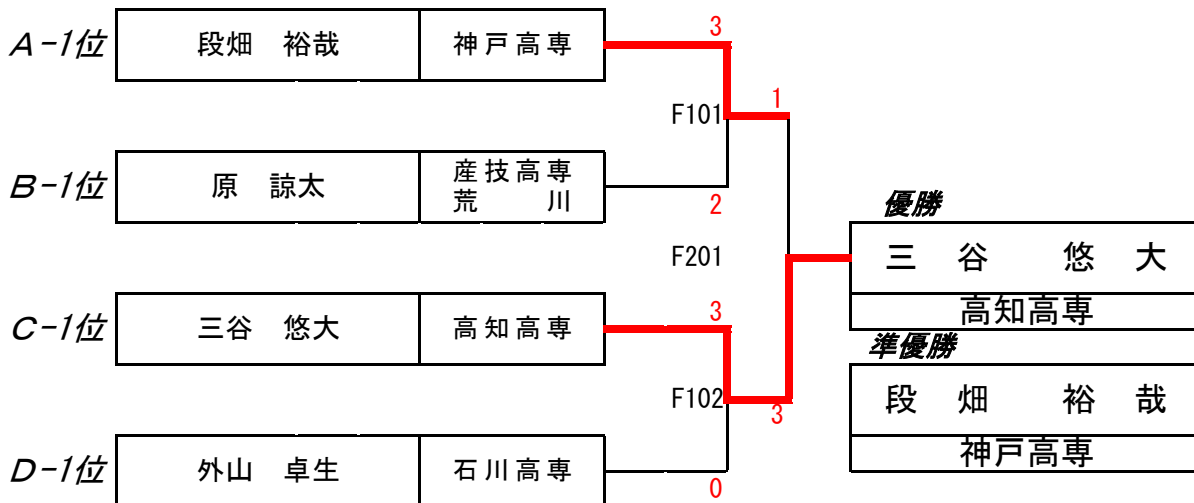 A-1位 段畑 裕哉 神戸高専 3
F101 1
B-1位 原 諒太 産技高専
荒 川
2
優勝
F201
三 谷 悠 大
高知高専
C-1位 三谷 悠大 高知高専 3
準優勝
F102 3
段 畑 裕 哉
神戸高専
D-1位 外山 卓生 石川高専 0